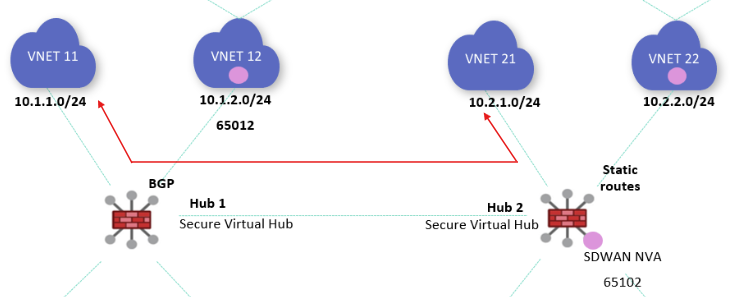 VNET 11
VNET 12
VNET 21
VNET 22
10.1.1.0/24
10.1.2.0/24
10.2.1.0/24
10.2.2.0/24
65012
BGP
Static
routes
Hub 1
Secure Virtual Hub
Hub 2
Secure Virtual Hub
SDWAN NVA
65102